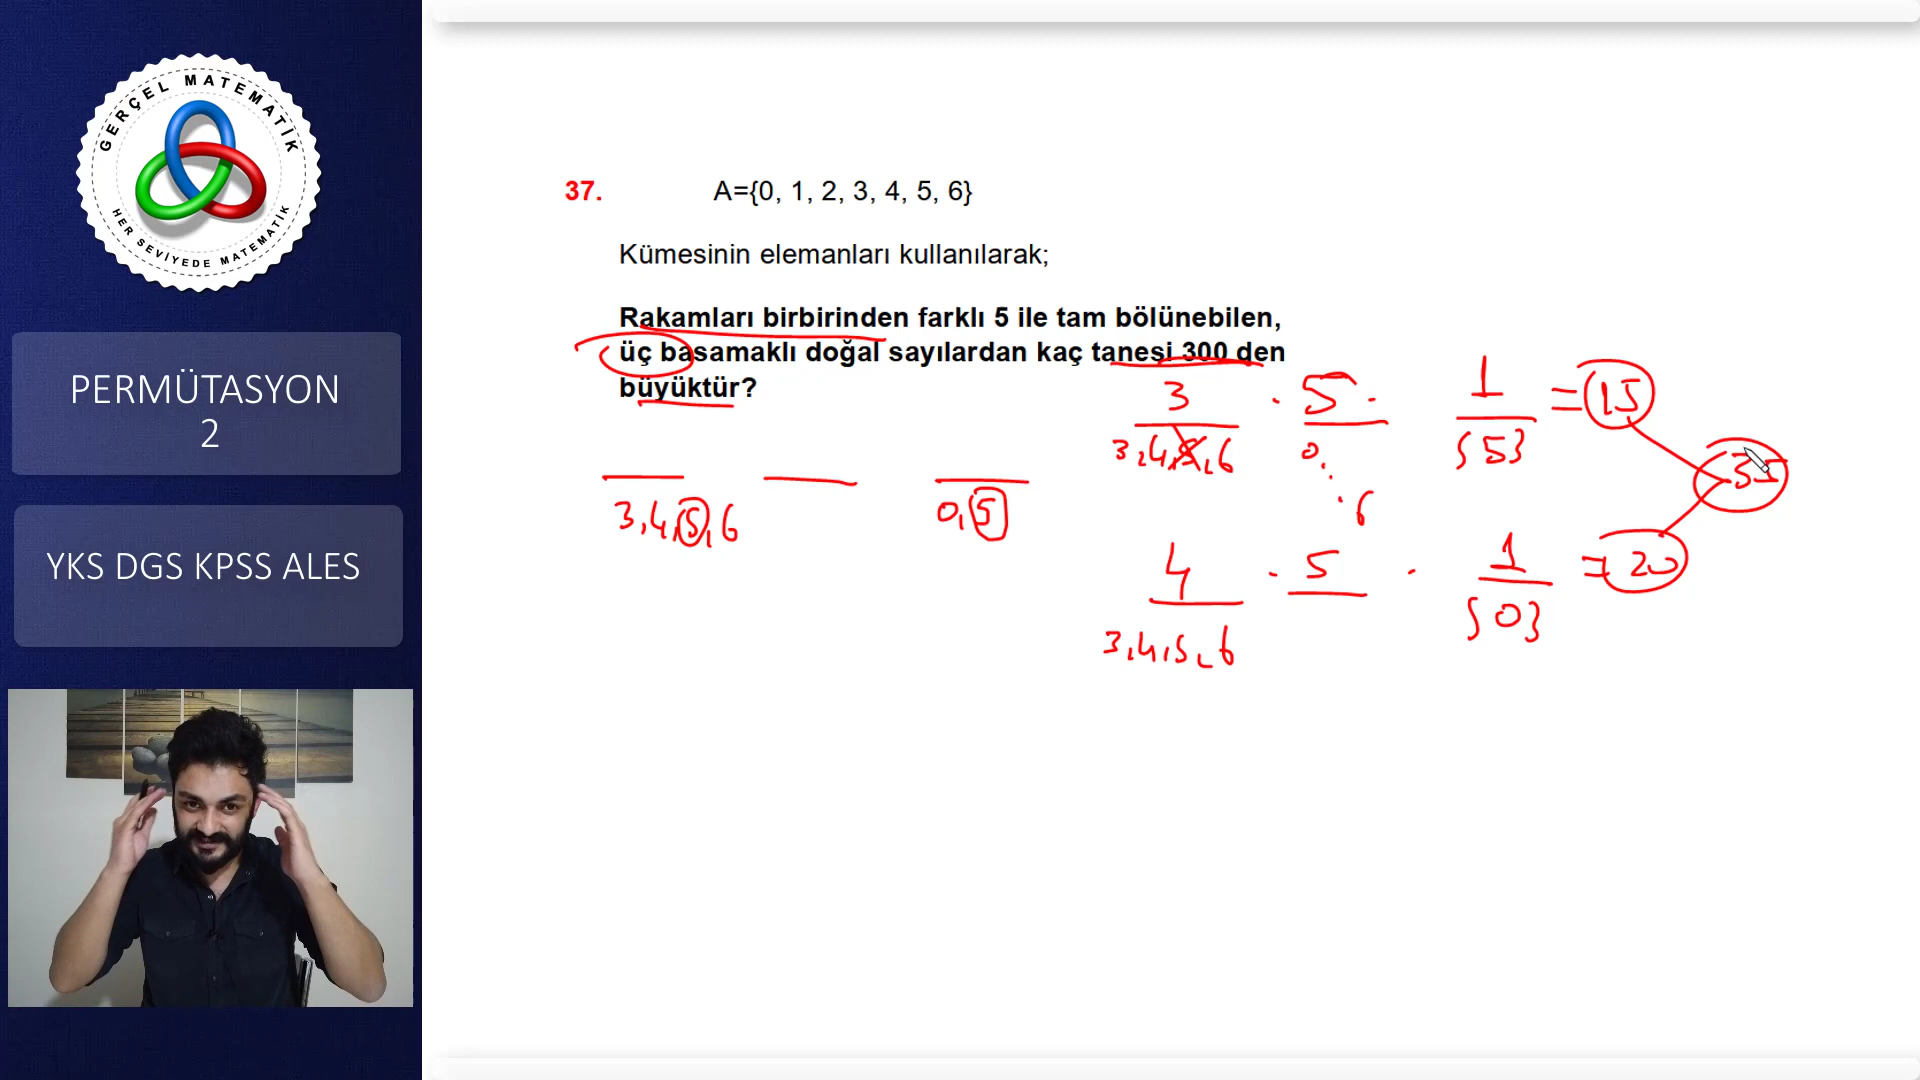 GERÇEL MATEMATİK
HER SEVİYEDE MATEMATİK
PERMÜTASYON
2
YKS DGS KPSS ALES
37. A={0, 1, 2, 3, 4, 5, 6}
Kümesinin elemanları kullanılarak;
Rakamları birbirinden farklı 5 ile tam bölünebilen,
üç basamaklı doğal sayılardan kaç tanesi 300 den
büyüktür?
3 . 5 . 1 = 15
3,4,5,6 0, . . 6 {5}
35
3,4,5,6 0,5
4 . 5 . 1 = 20
3,4,5,6 {0}